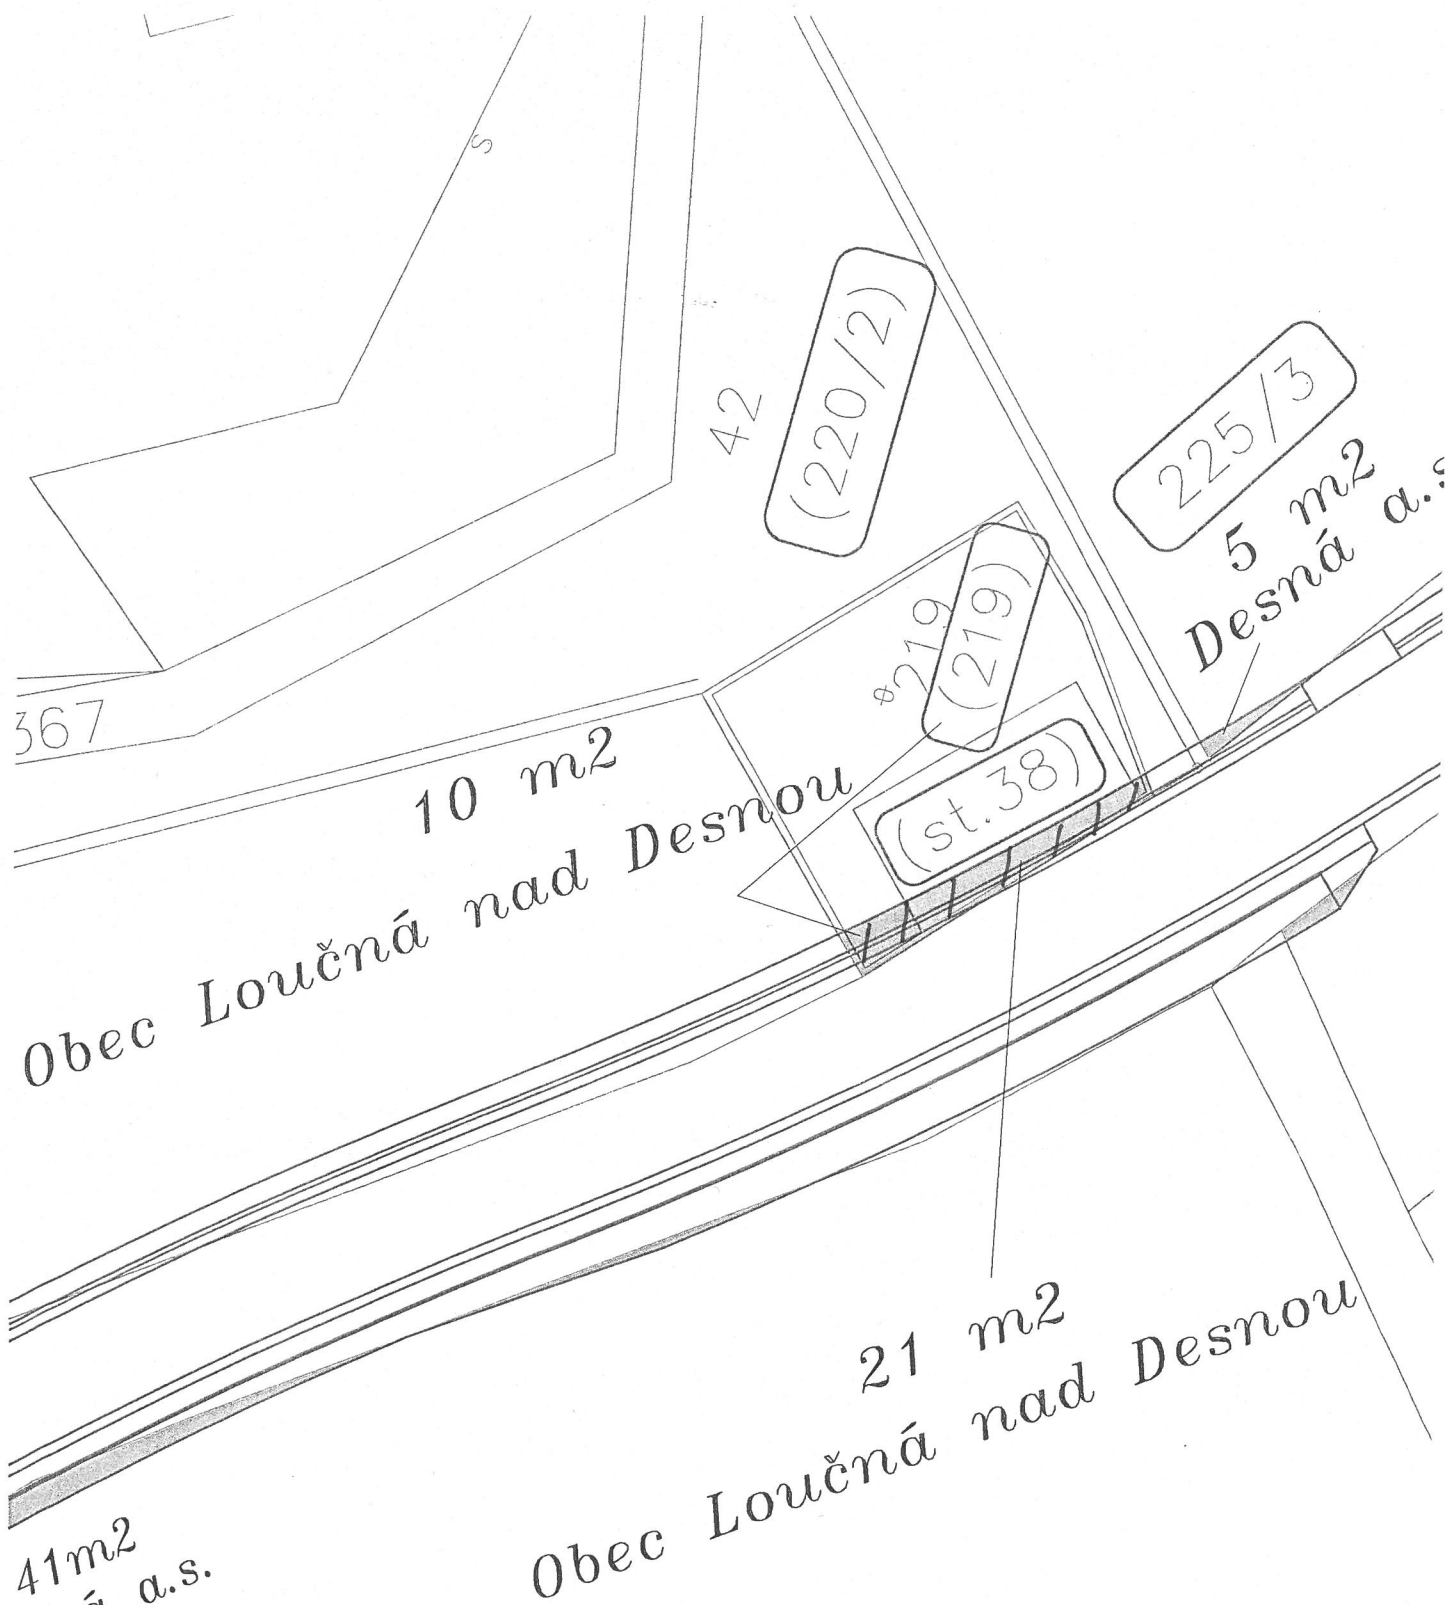 s
(220/2)
42
225/3
5 m2
Desná a.s
219
(219)
367
10 m2
Obec Loučná nad Desnou
(st.38)
21 m2
Obec Loučná nad Desnou
41m2
á a.s.